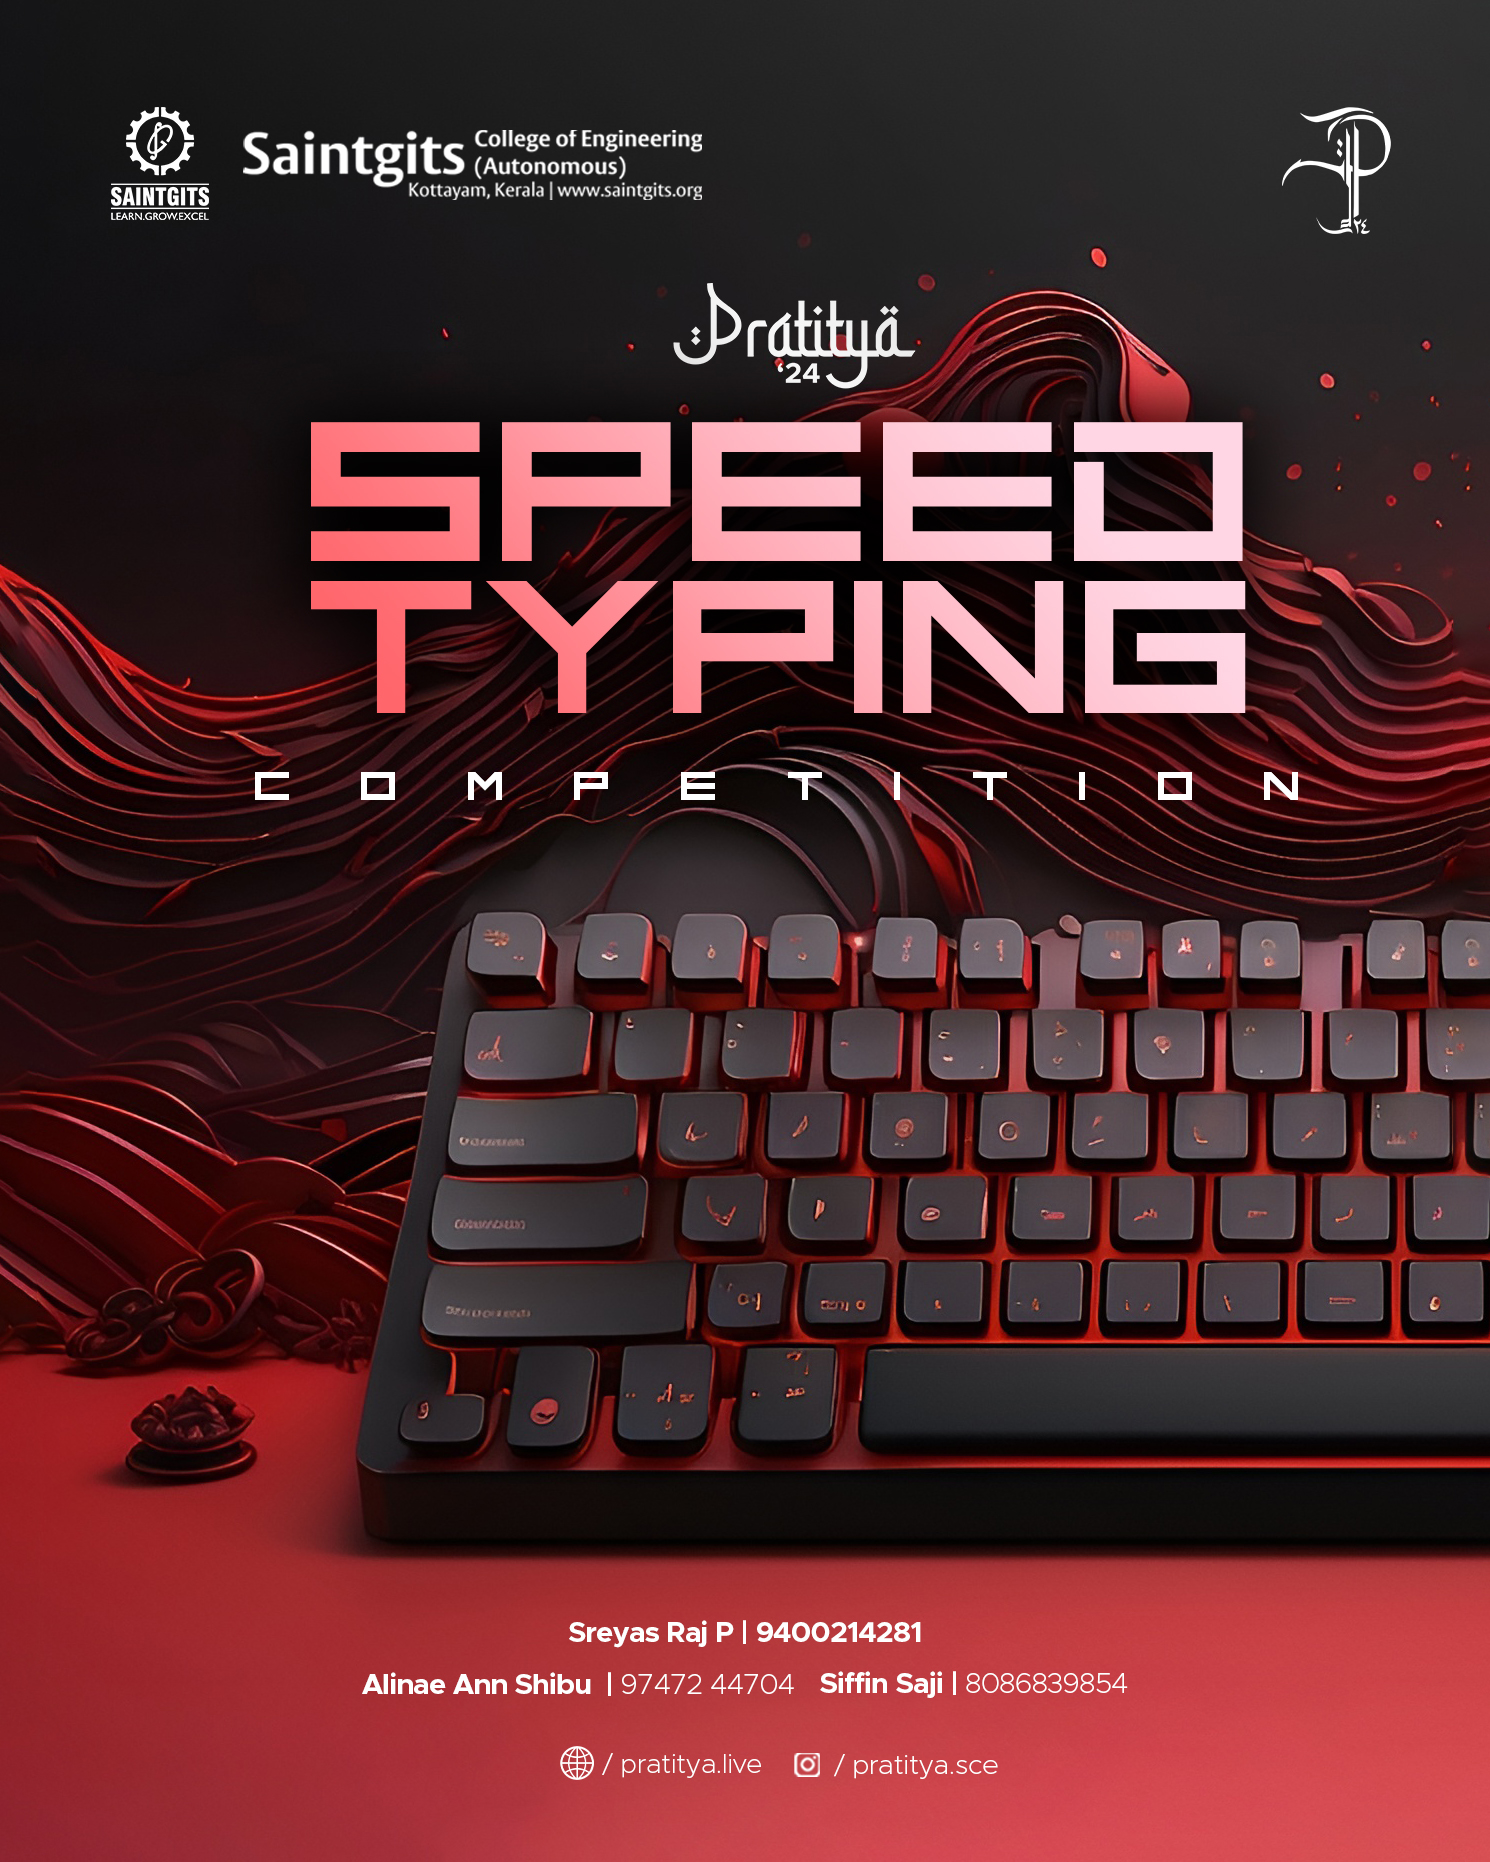 SAINTGITS
LEARN.GROW.EXCEL
Saintgits College of Engineering
(Autonomous)
Kottayam, Kerala | www.saintgits.org
٢٤
Pratityä
'24
SPEED
TYPING
COMPETITION
Sreyas Raj P | 9400214281
Alinae Ann Shibu | 97472 44704 Siffin Saji | 8086839854
/ pratitya.live / pratitya.sce